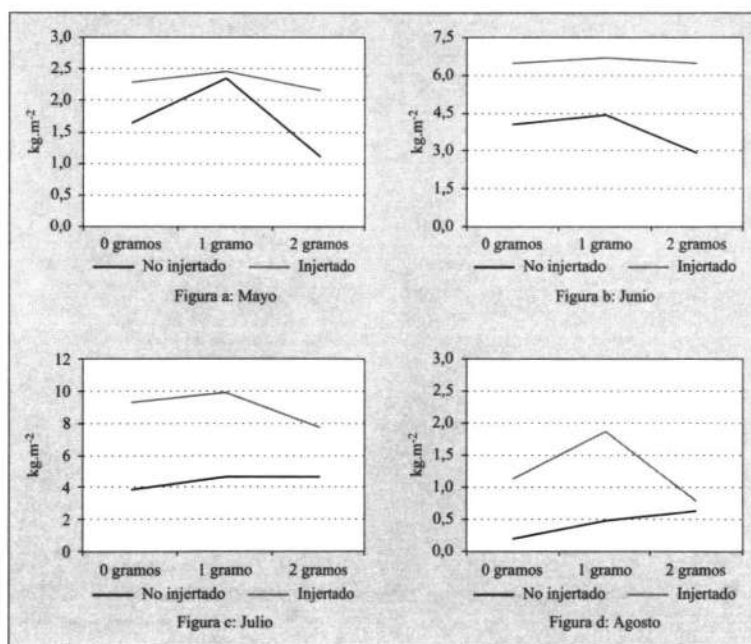 3,0
2,5
2,0
1,5
1,0
0,5
0,0
kg.m-2
0 gramos 1 gramo 2 gramos
No injertado Injertado
Figura a: Mayo
7,5
6,0
4,5
3,0
1,5
0,0
kg.m-2
0 gramos 1 gramo 2 gramos
No injertado Injertado
Figura b: Junio
12
10
8
6
4
2
0
kg.m-2
0 gramos 1 gramo 2 gramos
No injertado Injertado
Figura c: Julio
3,0
2,5
2,0
1,5
1,0
0,5
0,0
kg.m-2
0 gramos 1 gramo 2 gramos
No injertado Injertado
Figura d: Agosto